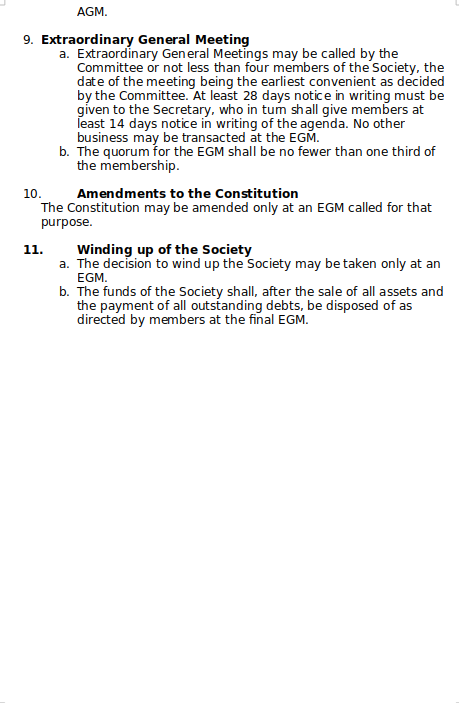 AGM.
9. Extraordinary General Meeting
a. Extraordinary General Meetings may be called by the
Committee or not less than four members of the Society, the
date of the meeting being the earliest convenient as decided
by the Committee. At least 28 days notice in writing must be
given to the Secretary, who in turn shall give members at
least 14 days notice in writing of the agenda. No other
business may be transacted at the EGM.
b. The quorum for the EGM shall be no fewer than one third of
the membership.
10. Amendments to the Constitution
The Constitution may be amended only at an EGM called for that
purpose.
11. Winding up of the Society
a. The decision to wind up the Society may be taken only at an
EGM.
b. The funds of the Society shall, after the sale of all assets and
the payment of all outstanding debts, be disposed of as
directed by members at the final EGM.